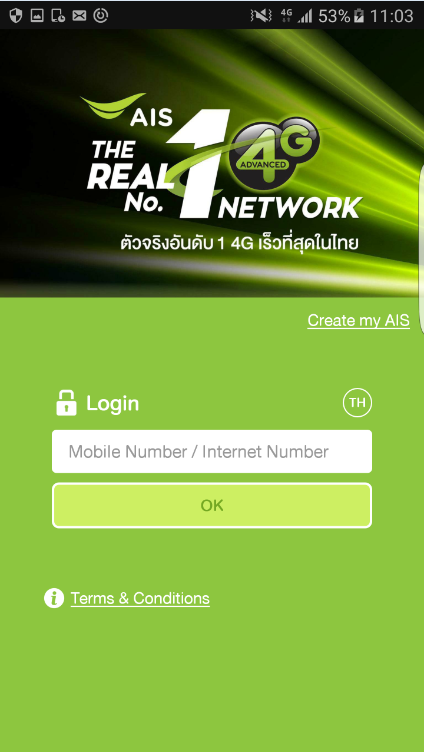 4G 53% 11:03
AIS
THE
REAL
No. 1
4G
ADVANCED
NETWORK
ตัวจริงอันดับ 1 4G เร็วที่สุดในไทย
Create my AIS
Login
TH
Mobile Number / Internet Number
OK
Terms & Conditions